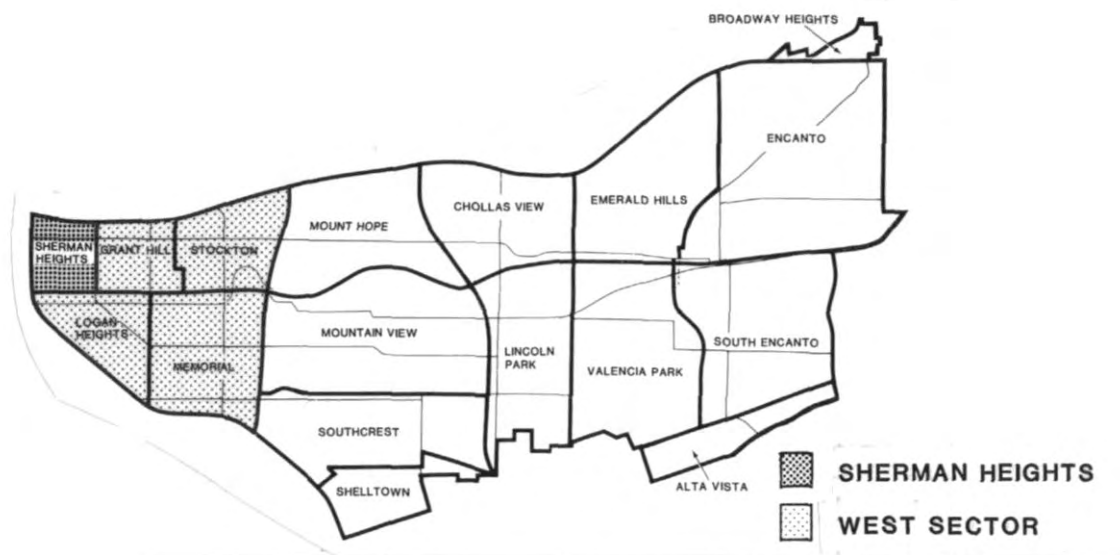 BROADWAY HEIGHTS
ENCANTO
EMERALD HILLS
CHOLLAS VIEW
MOUNT HOPE
SHERMAN
HEIGHTS
GRANT HILL
STOCKTON
LOGAN
HEIGHTS
MEMORIAL
MOUNTAIN VIEW
LINCOLN
PARK
VALENCIA PARK
SOUTH ENCANTO
SOUTHCREST
SHELLTOWN
ALTA VISTA
SHERMAN HEIGHTS
WEST SECTOR